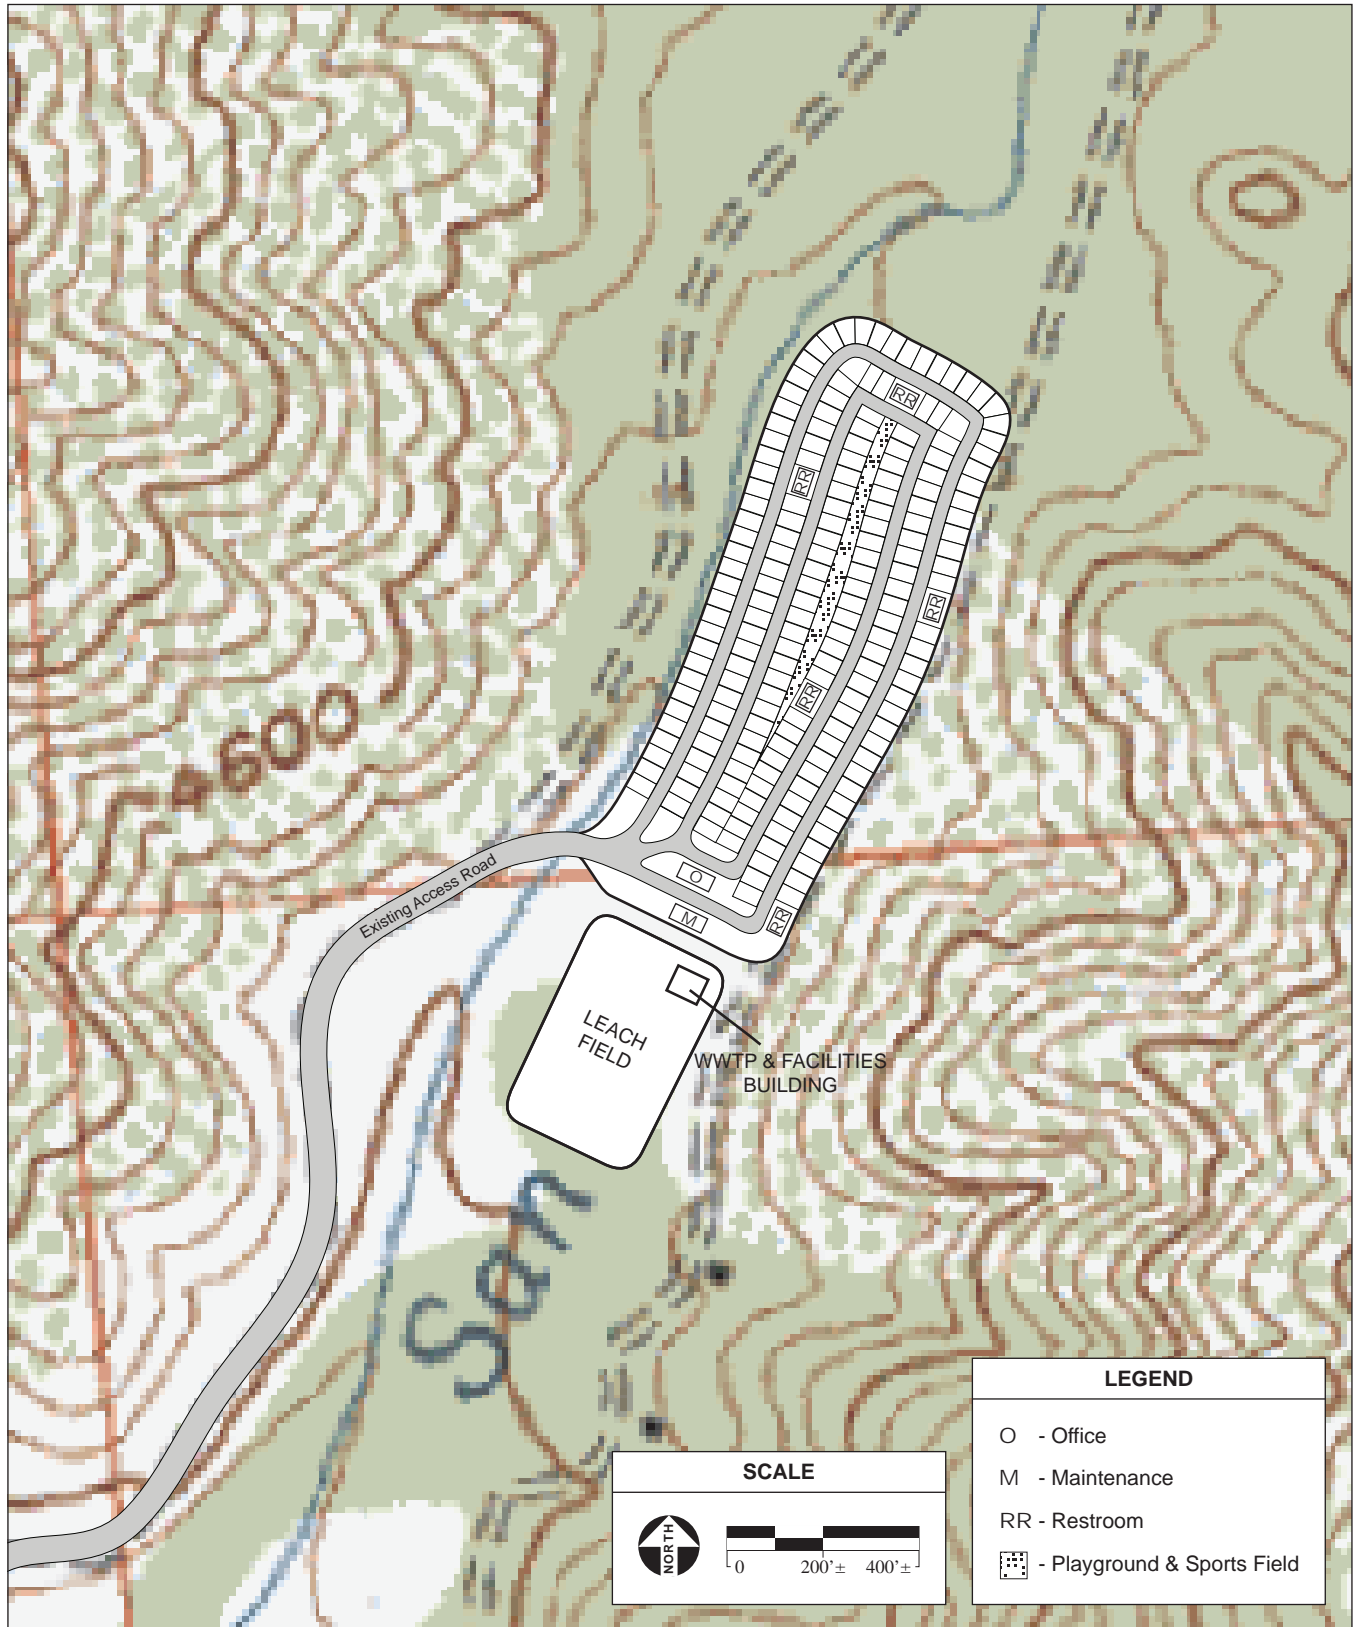 RR
RR
RR
600
RR
Existing Access Road
O
M
RR
LEACH
FIELD
WWTP & FACILITIES
BUILDING
San
LEGEND
O - Office
M - Maintenance
RR - Restroom
- Playground & Sports Field
SCALE
NORTH
0 200'± 400'±